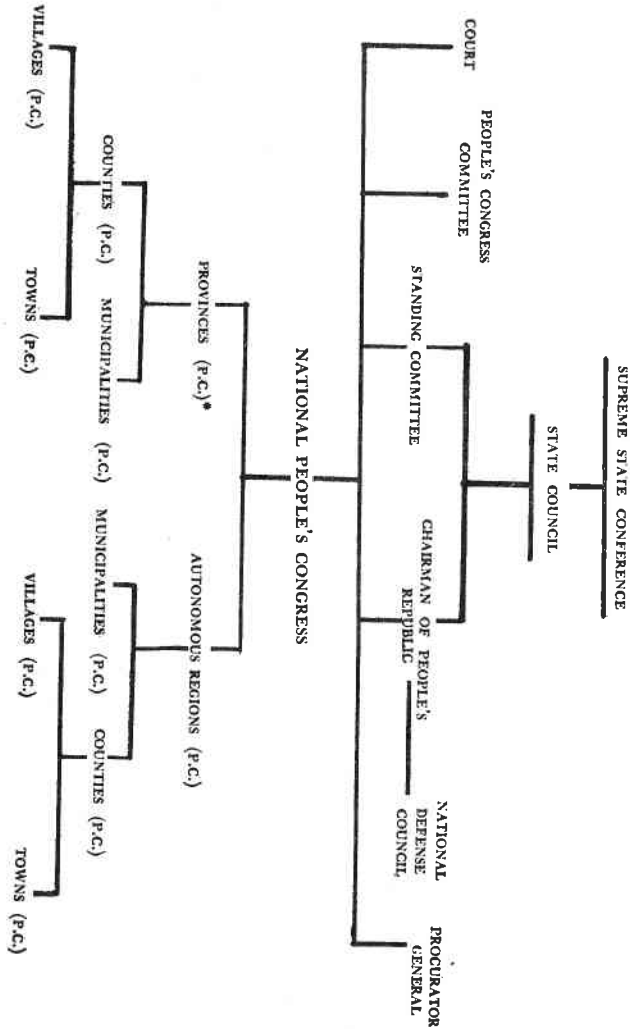 SUPREME STATE CONFERENCE
STATE COUNCIL
COURT
PEOPLE'S CONGRESS
COMMITTEE
STANDING COMMITTEE
CHAIRMAN OF PEOPLE'S
REPUBLIC
NATIONAL
DEFENSE
COUNCIL
PROCURATOR
GENERAL
NATIONAL PEOPLE'S CONGRESS
PROVINCES (P.C.)*
AUTONOMOUS REGIONS (P.C.)
COUNTIES (P.C.)
MUNICIPALITIES (P.C.)
MUNICIPALITIES (P.C.)
COUNTIES (P.C.)
VILLAGES (P.C.)
TOWNS (P.C.)
VILLAGES (P.C.)
TOWNS (P.C.)